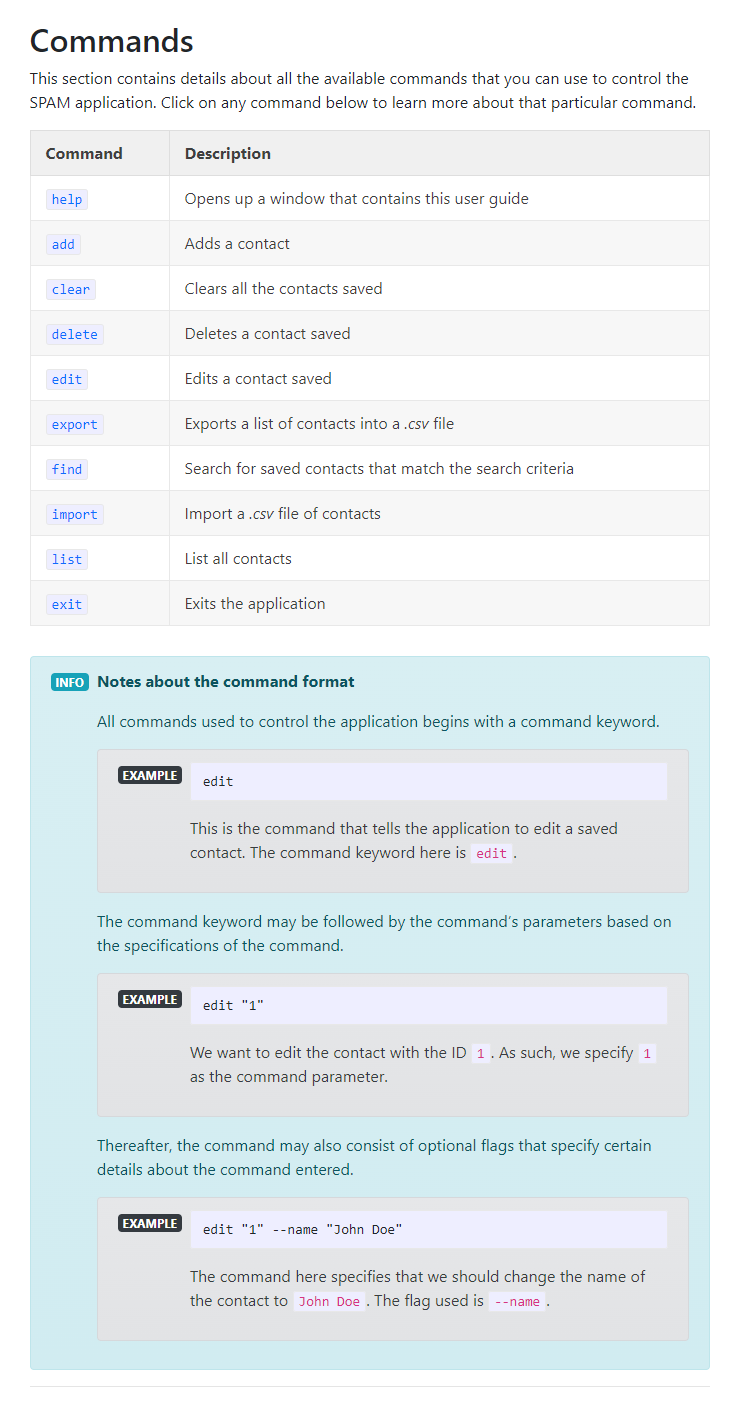 Commands
This section contains details about all the available commands that you can use to control the
SPAM application. Click on any command below to learn more about that particular command.
Command Description
help Opens up a window that contains this user guide
add Adds a contact
clear Clears all the contacts saved
delete Deletes a contact saved
edit Edits a contact saved
export Exports a list of contacts into a .csv file
find Search for saved contacts that match the search criteria
import Import a .csv file of contacts
list List all contacts
exit Exits the application
INFO Notes about the command format
All commands used to control the application begins with a command keyword.
EXAMPLE edit
This is the command that tells the application to edit a saved
contact. The command keyword here is edit .
The command keyword may be followed by the command's parameters based on
the specifications of the command.
EXAMPLE edit "1"
We want to edit the contact with the ID 1 . As such, we specify 1
as the command parameter.
Thereafter, the command may also consist of optional flags that specify certain
details about the command entered.
EXAMPLE edit "1" --name "John Doe"
The command here specifies that we should change the name of
the contact to John Doe . The flag used is --name .